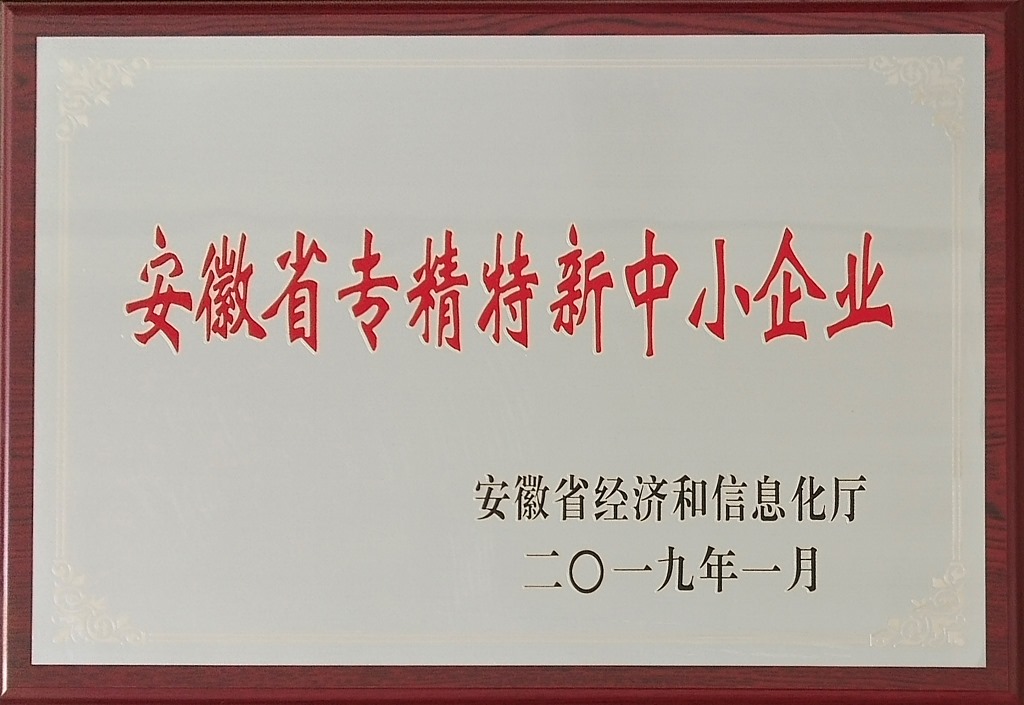 安徽省专精特新中小企业
安徽省经济和信息化厅
二〇一九年一月